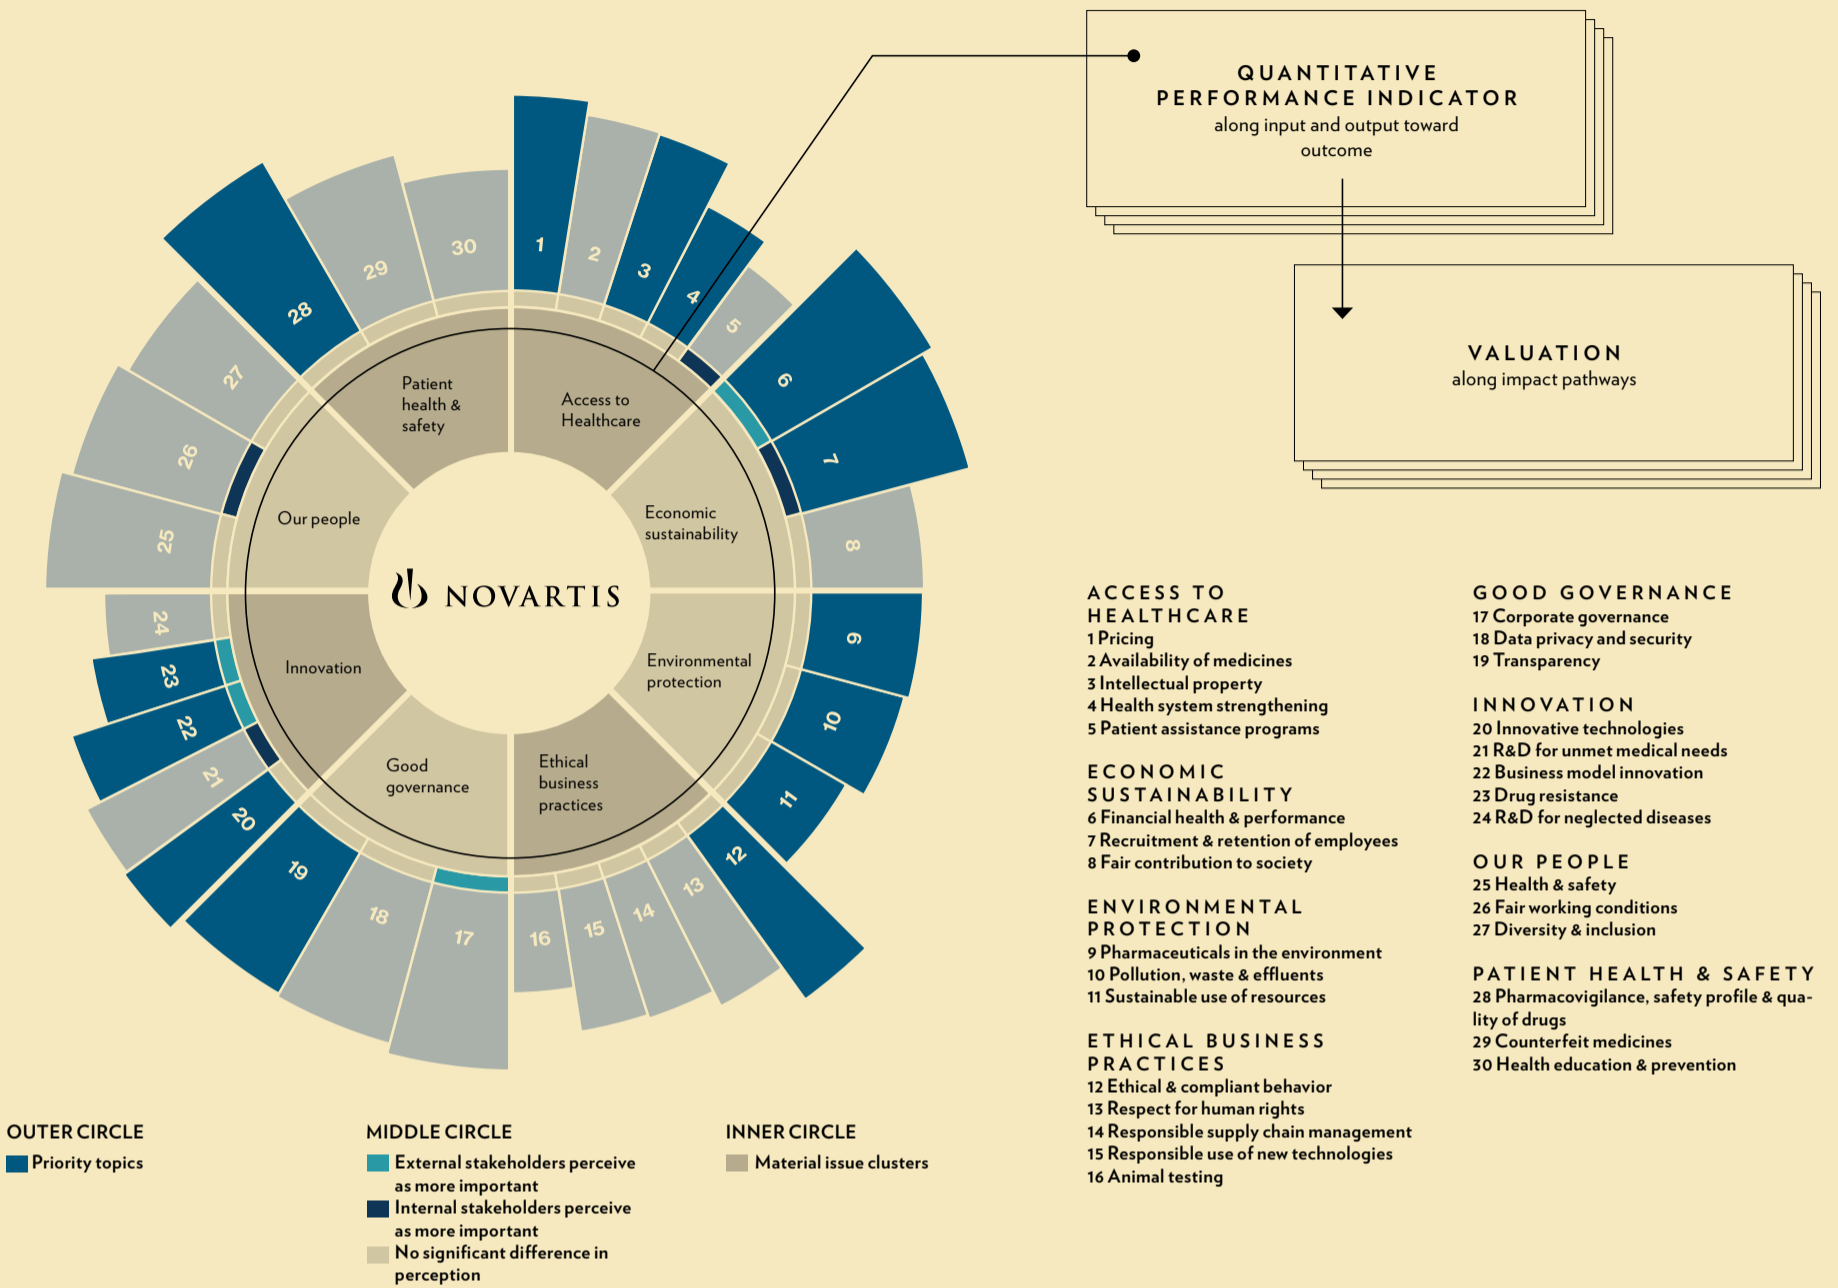 QUANTITATIVE
PERFORMANCE INDICATOR
along input and output toward
outcome
VALUATION
along impact pathways
1
2
3
4
5
6
7
8
9
10
11
12
13
14
15
16
17
18
19
20
21
22
23
24
25
26
27
28
29
30
Patient
health &
safety
Access to
Healthcare
Our people
Economic
sustainability
NOVARTIS
Innovation
Environmental
protection
Good
governance
Ethical
business
practices
ACCESS TO
HEALTHCARE
1 Pricing
2 Availability of medicines
3 Intellectual property
4 Health system strengthening
5 Patient assistance programs
ECONOMIC
SUSTAINABILITY
6 Financial health & performance
7 Recruitment & retention of employees
8 Fair contribution to society
ENVIRONMENTAL
PROTECTION
9 Pharmaceuticals in the environment
10 Pollution, waste & effluents
11 Sustainable use of resources
ETHICAL BUSINESS
PRACTICES
12 Ethical & compliant behavior
13 Respect for human rights
14 Responsible supply chain management
15 Responsible use of new technologies
16 Animal testing
GOOD GOVERNANCE
17 Corporate governance
18 Data privacy and security
19 Transparency
INNOVATION
20 Innovative technologies
21 R&D for unmet medical needs
22 Business model innovation
23 Drug resistance
24 R&D for neglected diseases
OUR PEOPLE
25 Health & safety
26 Fair working conditions
27 Diversity & inclusion
PATIENT HEALTH & SAFETY
28 Pharmacovigilance, safety profile & qua-
lity of drugs
29 Counterfeit medicines
30 Health education & prevention
OUTER CIRCLE
Priority topics
MIDDLE CIRCLE
External stakeholders perceive
as more important
Internal stakeholders perceive
as more important
No significant difference in
perception
INNER CIRCLE
Material issue clusters